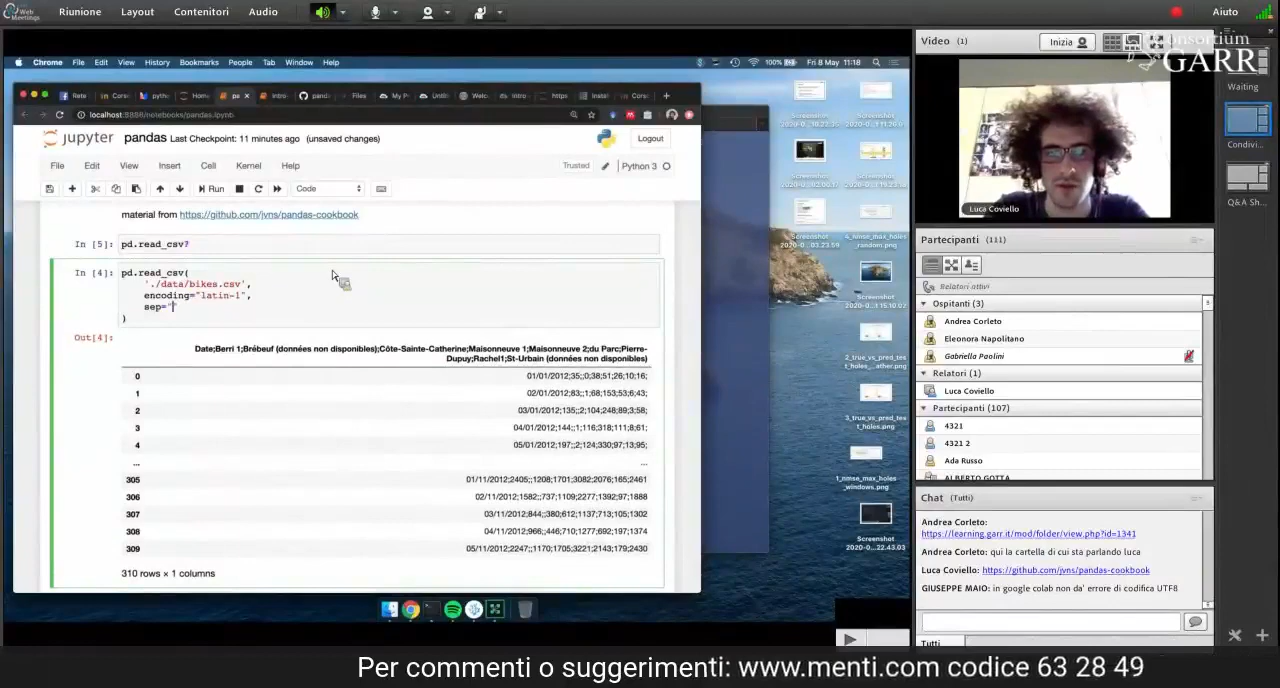 Web
Meetings
Riunione Layout Contenitori Audio
Aiuto
Chrome File Edit View History Bookmarks People Tab Window Help
100% Fri 8 May 11:18
localhost:8888/notebooks/pandas.ipynb
jupyter pandas Last Checkpoint: 11 minutes ago (unsaved changes)
Logout
File Edit View Insert Cell Kernel Help
Trusted Python 3
Run Code
material from https://github.com/jvns/pandas-cookbook
In [5]: pd.read_csv?
In [4]: pd.read_csv(
'./data/bikes.csv',
encoding="latin-1",
sep="
)
Out[4]:
Date;Berri 1;Brébeuf (données non disponibles);Côte-Sainte-Catherine;Maisonneuve 1;Maisonneuve 2;du Parc;Pierre-
Dupuy;Rachel1;St-Urbain (données non disponibles)
0 01/01/2012;35;;0;38;51;26;10;16;
1 02/01/2012;83;;1;68;153;53;6;43;
2 03/01/2012;135;;2;104;248;89;3;58;
3 04/01/2012;144;;1;116;318;111;8;61;
4 05/01/2012;197;;2;124;330;97;13;95;
... ...
305 01/11/2012;2405;;1208;1701;3082;2076;165;2461
306 02/11/2012;1582;;737;1109;2277;1392;97;1888
307 03/11/2012;844;;380;612;1137;713;105;1302
308 04/11/2012;966;;446;710;1277;692;197;1374
309 05/11/2012;2247;;1170;1705;3221;2143;179;2430
310 rows × 1 columns
Video (1)
Inizia
Consortium
GARR
Luca Coviello
Waiting
Condivi...
Q&A Sh...
Partecipanti (111)
Relatori attivi
Ospitanti (3)
Andrea Corleto
Eleonora Napolitano
Gabriella Paolini
Relatori (1)
Luca Coviello
Partecipanti (107)
4321
4321 2
Ada Russo
ALBERTO GOTTA
Chat (Tutti)
Andrea Corleto:
https://learning.garr.it/mod/folder/view.php?id=1341
Andrea Corleto: qui la cartella di cui sta parlando luca
Luca Coviello: https://github.com/jvns/pandas-cookbook
GIUSEPPE MAIO: in google colab non da' errore di codifica UTF8
Tutti
Per commenti o suggerimenti: www.menti.com codice 63 28 49